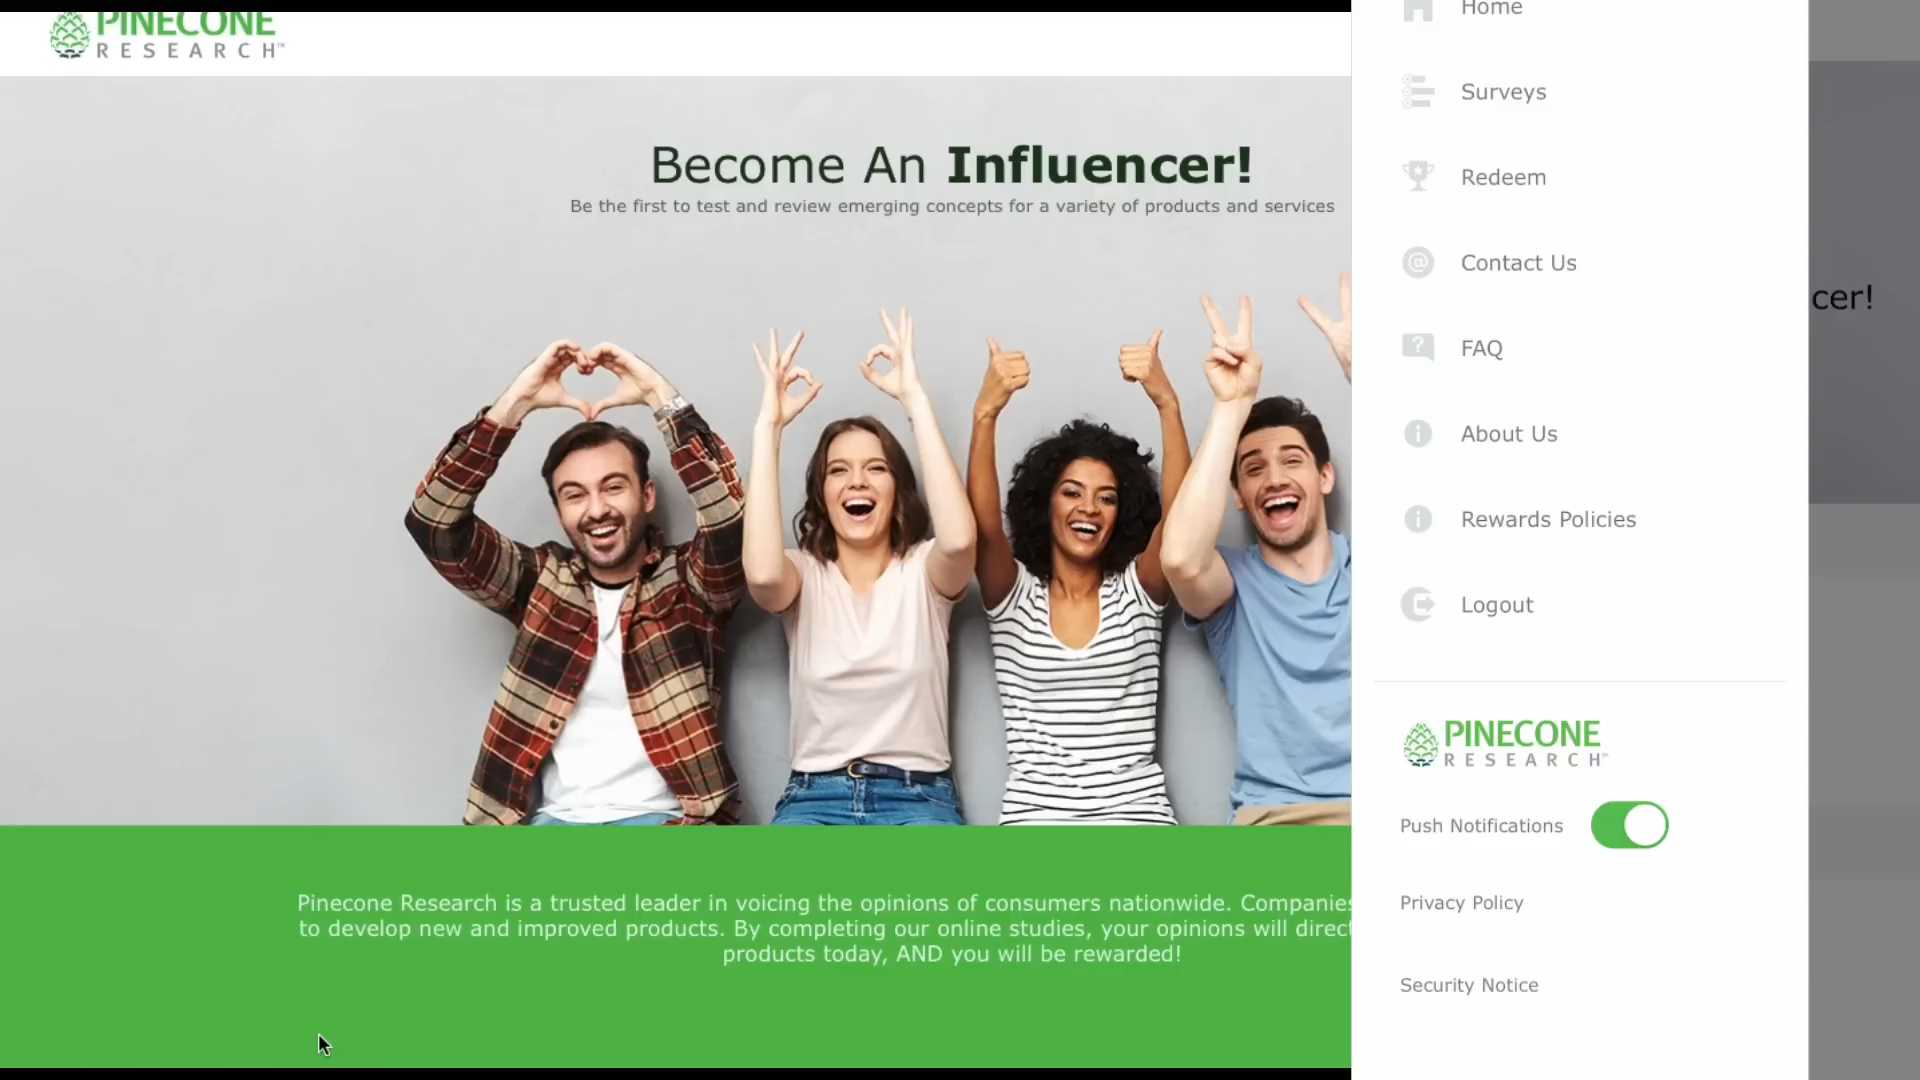 PINECONE
RESEARCH™
Become An Influencer!
Be the first to test and review emerging concepts for a variety of products and services
Pinecone Research is a trusted leader in voicing the opinions of consumers nationwide. Companies
to develop new and improved products. By completing our online studies, your opinions will direct
products today, AND you will be rewarded!
Home
Surveys
Redeem
Contact Us
FAQ
About Us
Rewards Policies
Logout
PINECONE
RESEARCH™
Push Notifications
Privacy Policy
Security Notice
cer!